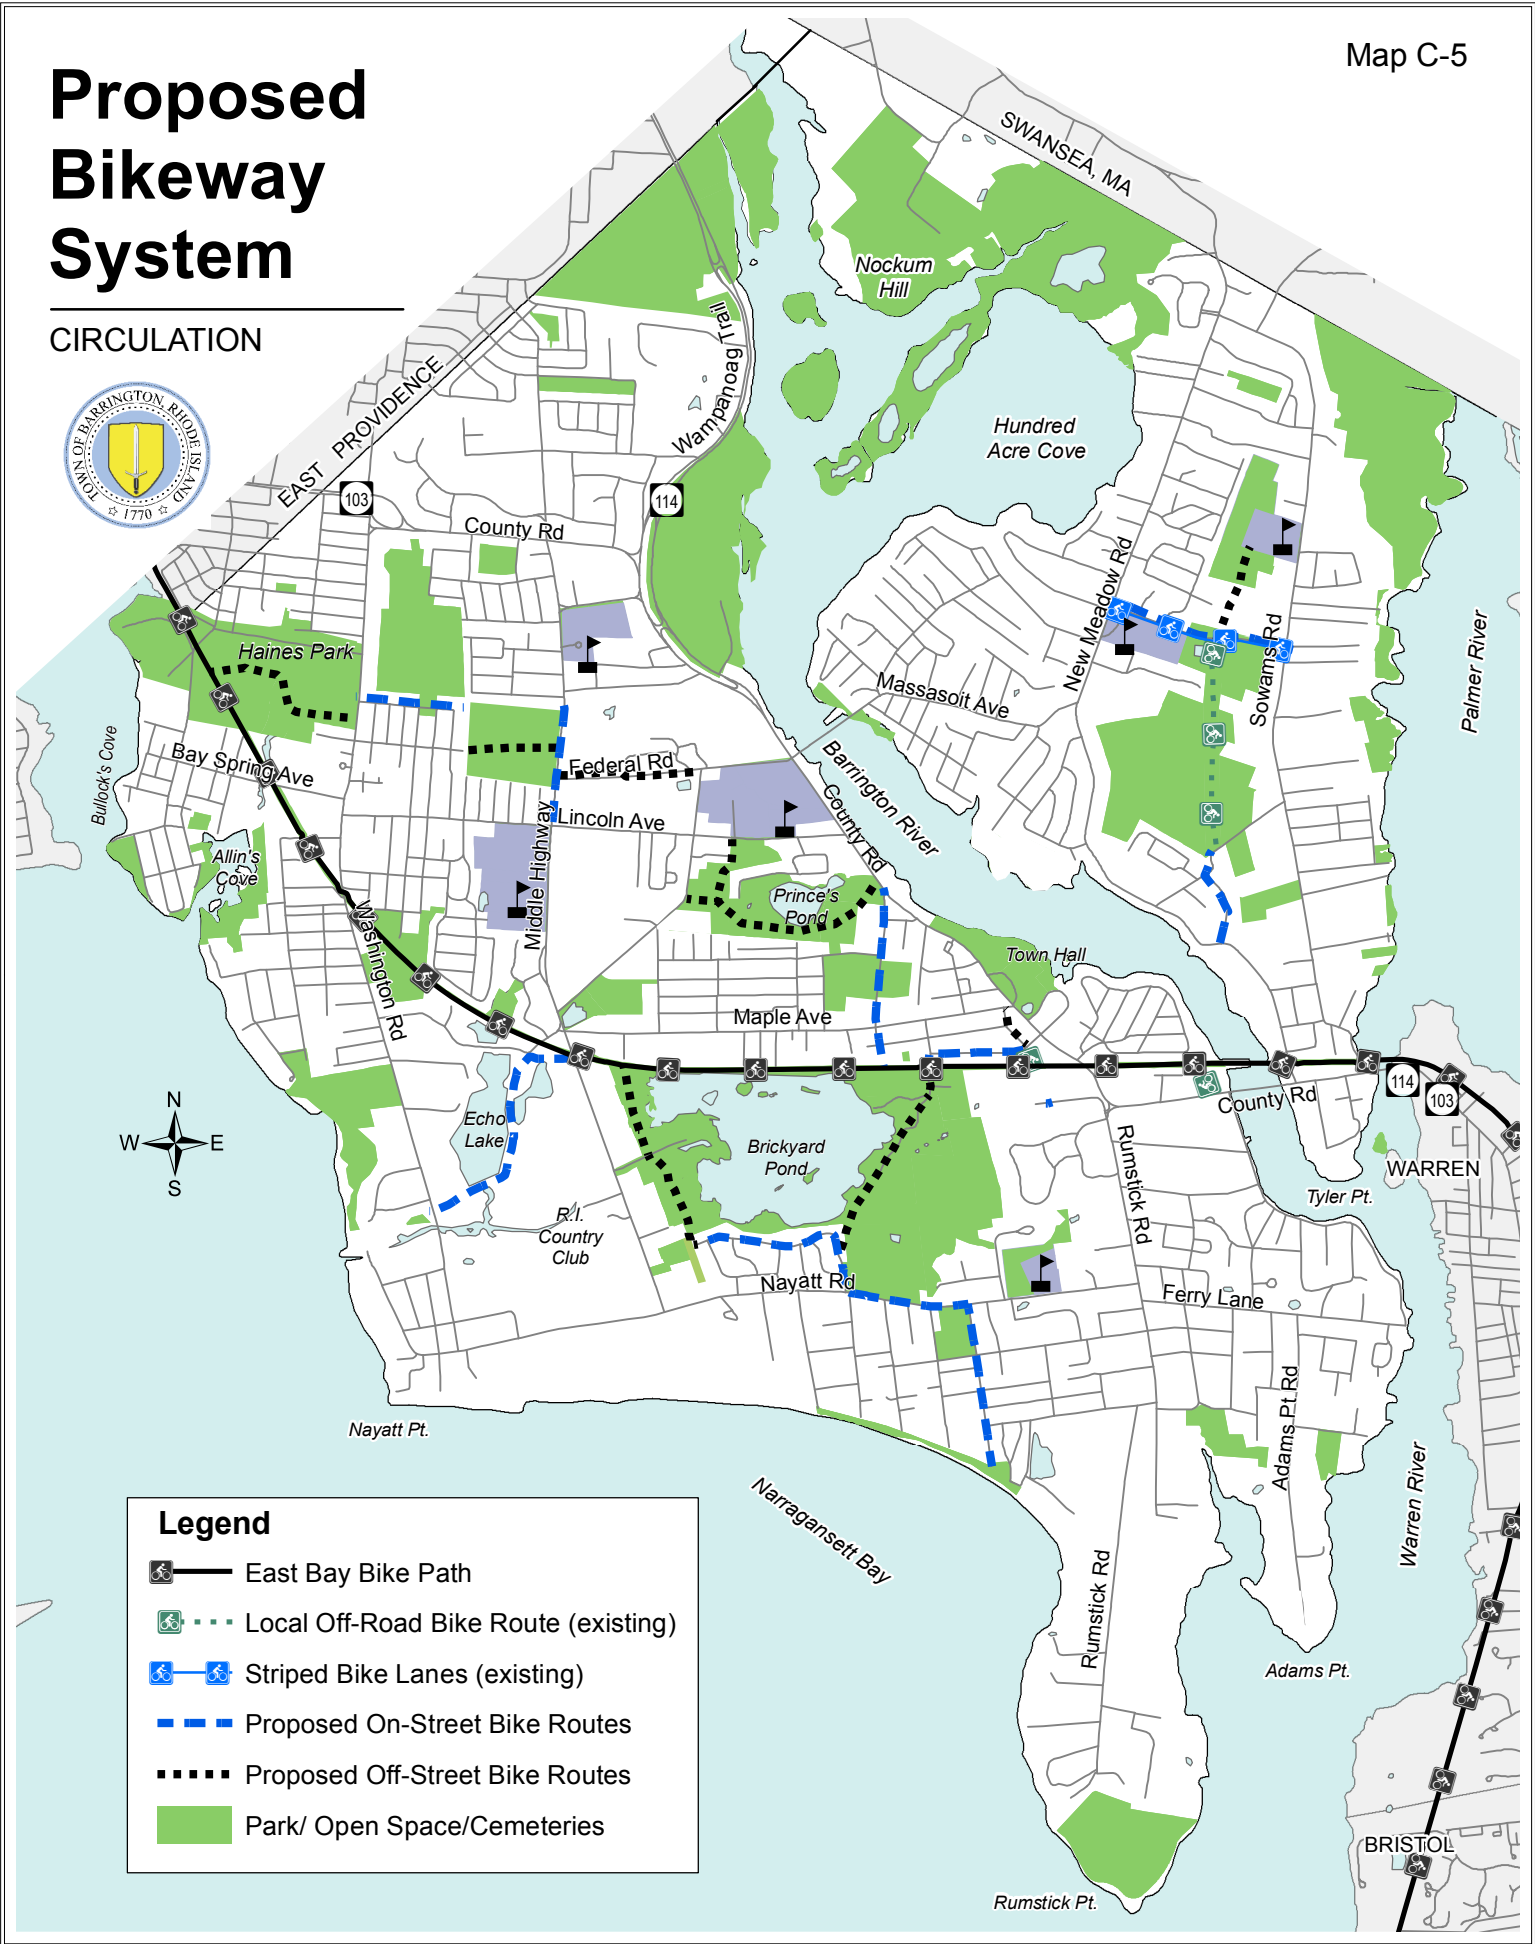 Map C-5
Proposed
Bikeway
System
CIRCULATION
TOWN OF BARRINGTON, RHODE ISLAND
1770
SWANSEA, MA
EAST PROVIDENCE
Nockum
Hill
Wampanoag Trail
Hundred
Acre Cove
103
114
County Rd
New Meadow Rd
Sowams Rd
Palmer River
Haines Park
Massasoit Ave
Bullock's Cove
Bay Spring Ave
Federal Rd
Barrington River
Lincoln Ave
County Rd
Middle Highway
Allin's
Cove
Prince's
Pond
Washington Rd
Town Hall
Maple Ave
114
103
County Rd
N
W
E
S
Echo
Lake
Brickyard
Pond
Rumstick Rd
WARREN
Tyler Pt.
R.I.
Country
Club
Nayatt Rd
Ferry Lane
Adams Pt Rd
Nayatt Pt.
Narragansett Bay
Warren River
Rumstick Rd
Adams Pt.
BRISTOL
Rumstick Pt.
Legend
East Bay Bike Path
Local Off-Road Bike Route (existing)
Striped Bike Lanes (existing)
Proposed On-Street Bike Routes
Proposed Off-Street Bike Routes
Park/ Open Space/Cemeteries